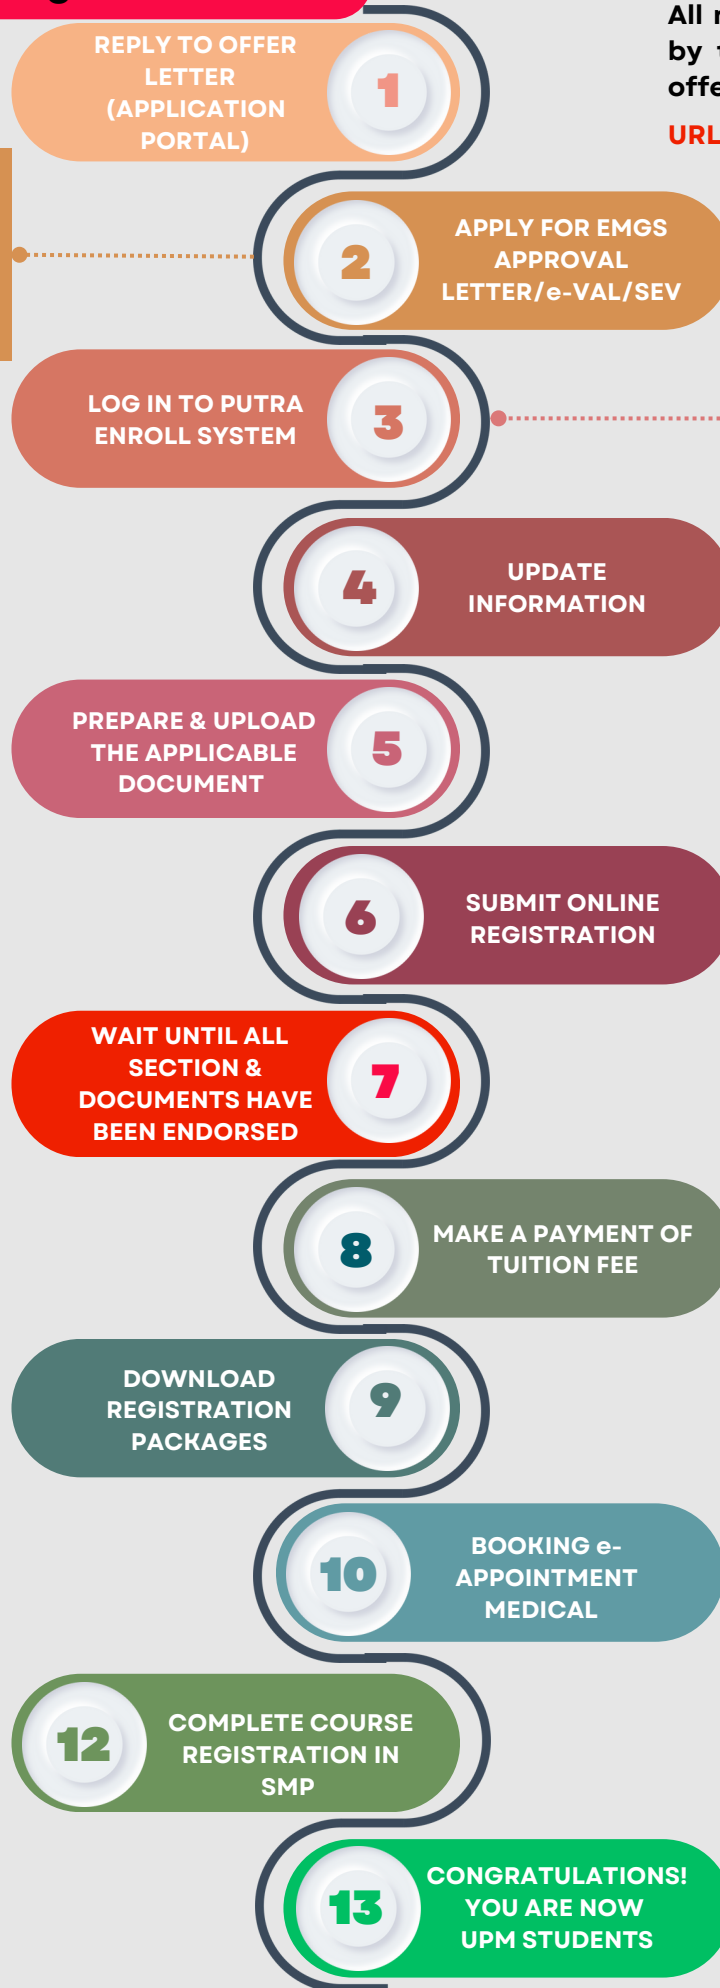 All
by
URL
REPLY TO OFFER
LETTER
(APPLICATION
PORTAL)
1
2
APPLY FOR EMGS
APPROVAL
LETTER/e-VAL/SEV
LOG IN TO PUTRA
ENROLL SYSTEM
3
4
UPDATE
INFORMATION
PREPARE & UPLOAD
THE APPLICABLE
DOCUMENT
5
6
SUBMIT ONLINE
REGISTRATION
WAIT UNTIL ALL
SECTION &
DOCUMENTS HAVE
BEEN ENDORSED
7
8
MAKE A PAYMENT OF
TUITION FEE
DOWNLOAD
REGISTRATION
PACKAGES
9
10
BOOKING e-
APPOINTMENT
MEDICAL
12
COMPLETE COURSE
REGISTRATION IN
SMP
13
CONGRATULATIONS!
YOU ARE NOW
UPM STUDENTS